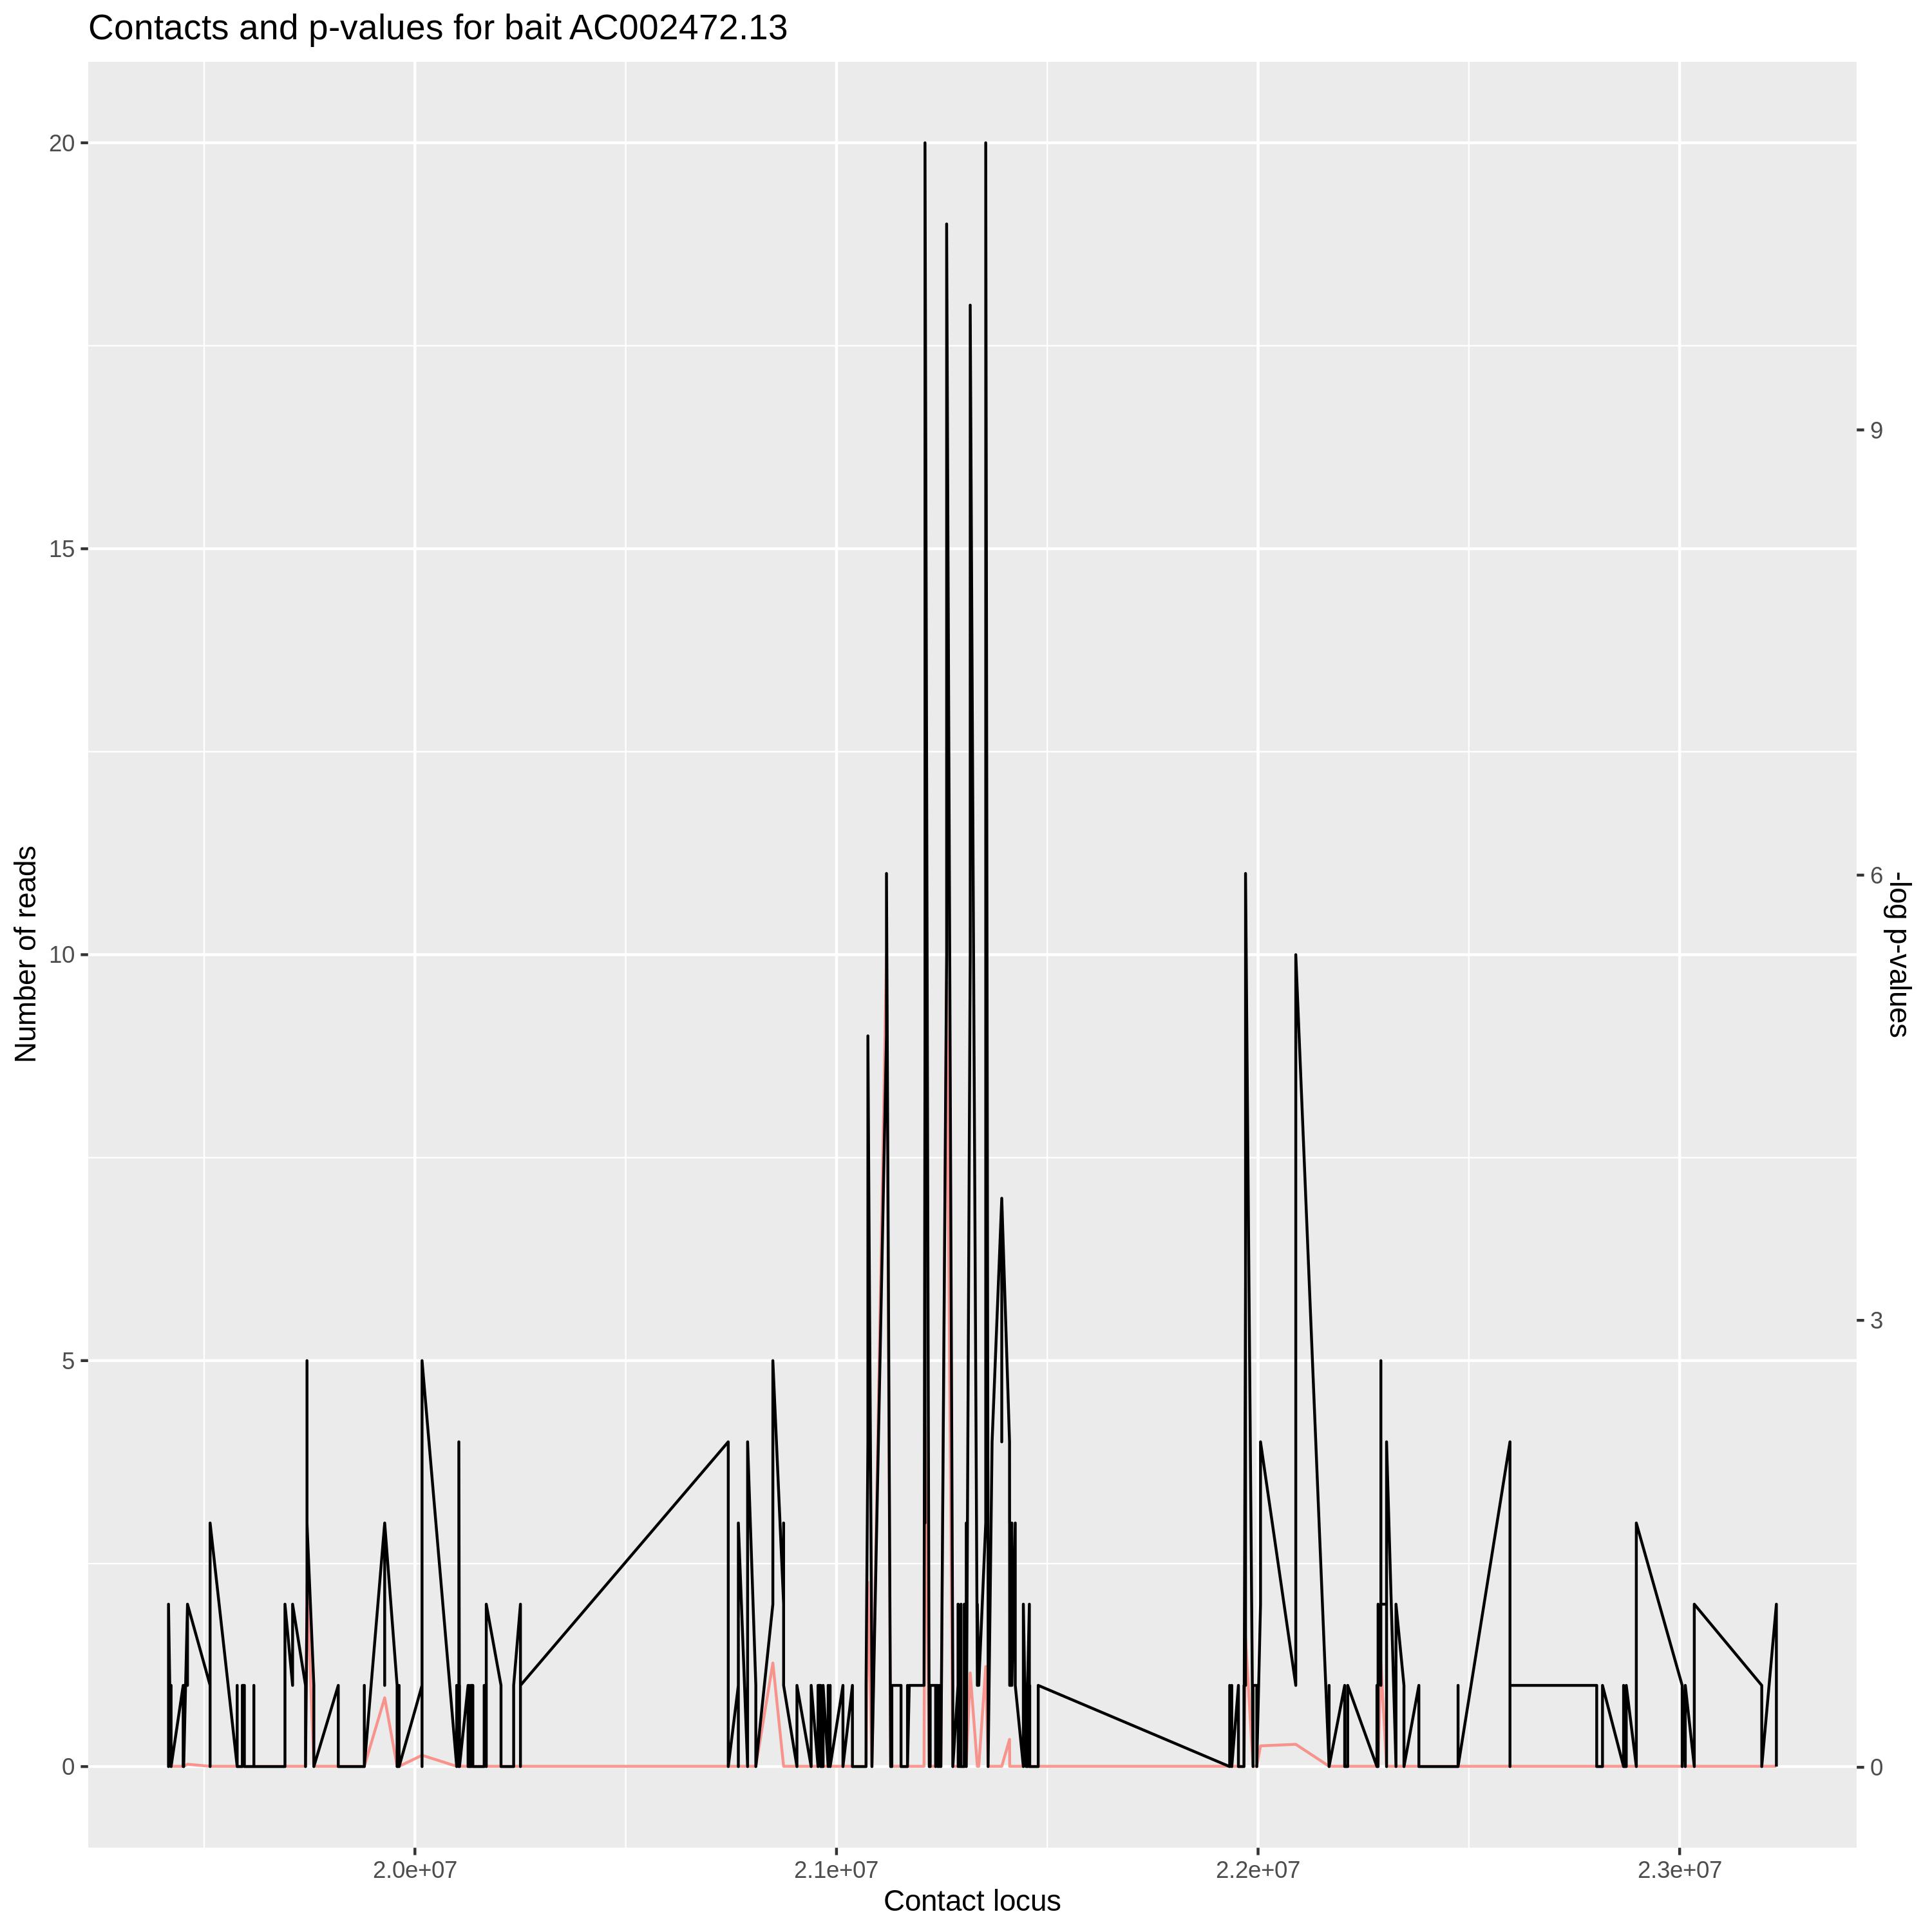 Contacts and p-values for bait AC002472.13
20
15
10
5
0
Number of reads
9
6
3
0
-log p-values
2.0e+07 2.1e+07 2.2e+07 2.3e+07
Contact locus